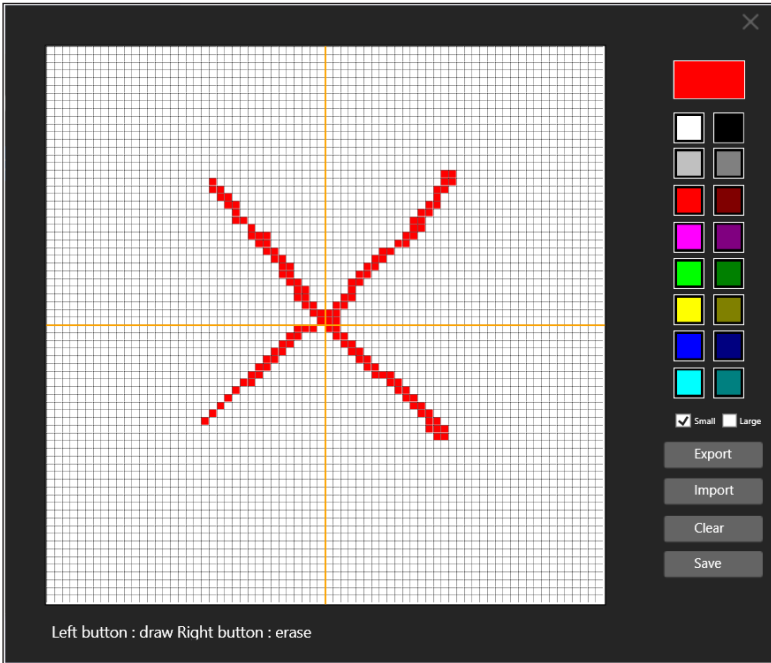 Small Large
Export
Import
Clear
Save
Left button : draw Right button : erase